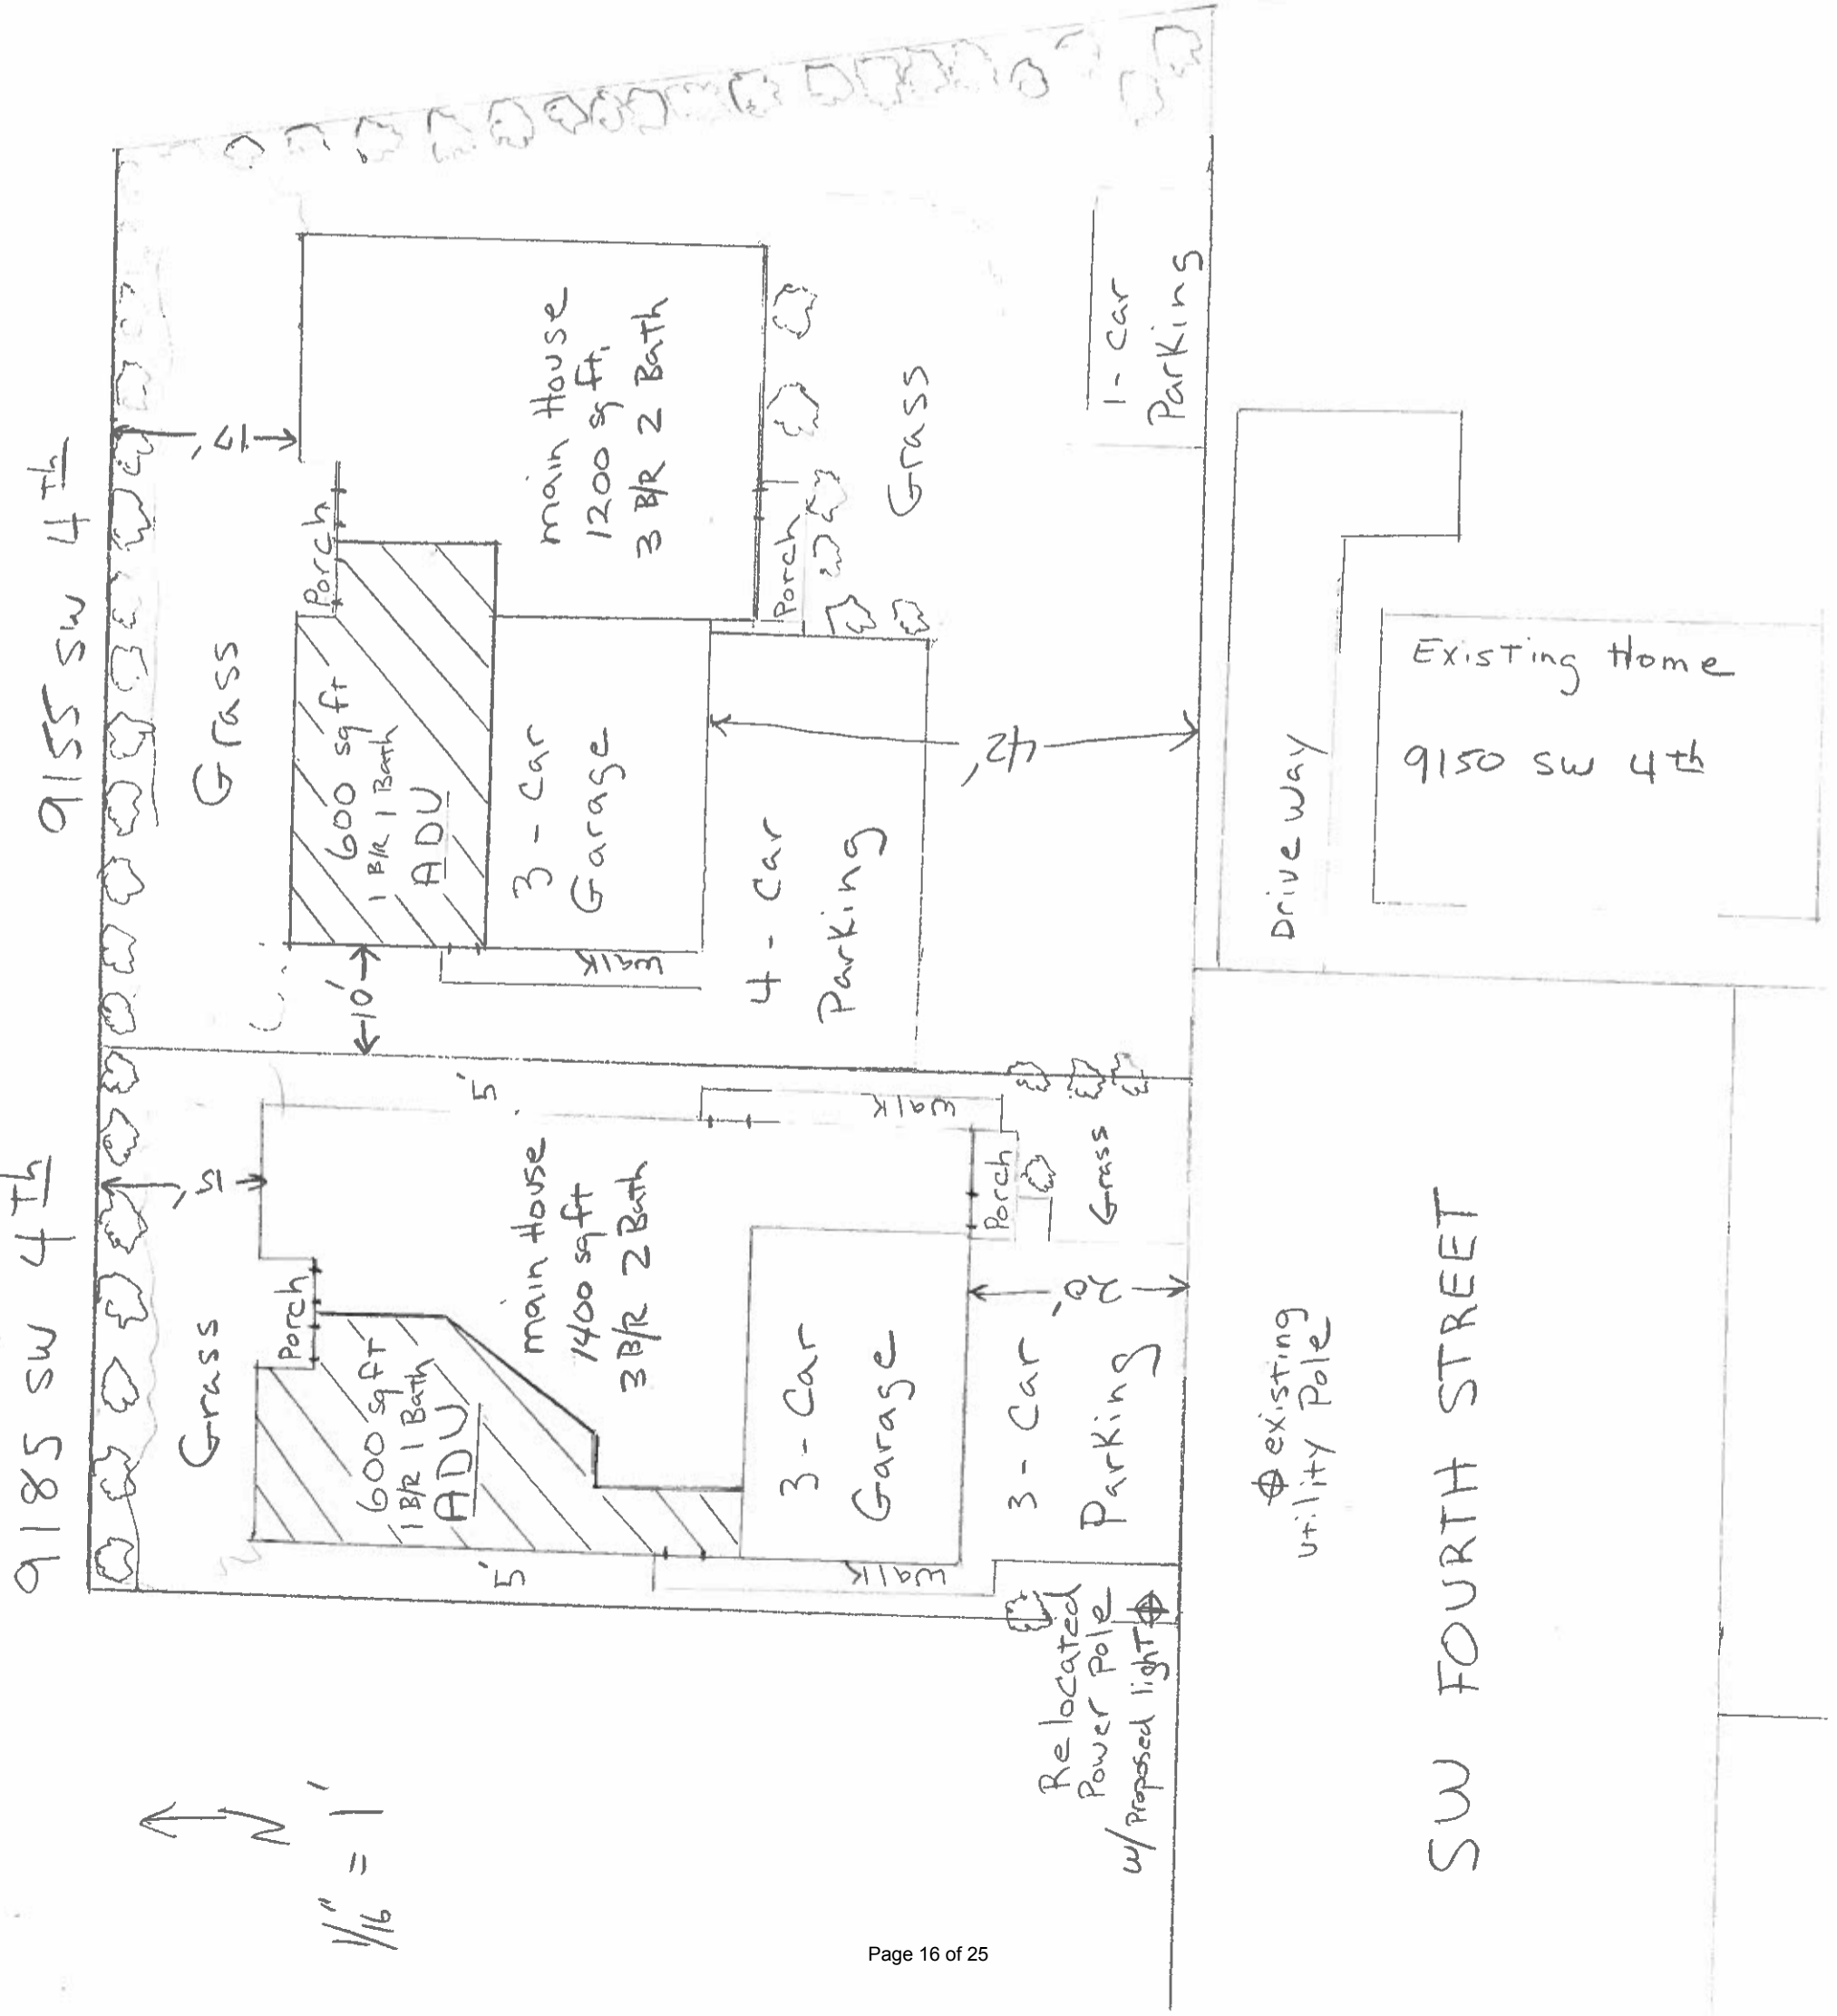 9185 SW 4th
9155 SW 4th
N
1/16" = 1'
Grass
15'
Porch
600 sq ft
1 B/R 1 Bath
ADU
main House
1400 sq ft
3 B/R 2 Bath
5'
5'
Walk
Walk
3-Car
Garage
Porch
Grass
20'
3-Car
Parking
Relocated
Power Pole
w/Proposed light
existing
utility Pole
SW FOURTH STREET
Grass
17'
Porch
600 sq ft
1 B/R 1 Bath
ADU
10'
main House
1200 sq ft.
3 B/R 2 Bath
3-Car
Garage
Walk
Porch
4-Car
Parking
42'
Grass
1-car
Parking
Driveway
Existing Home
9150 SW 4th
Page 16 of 25